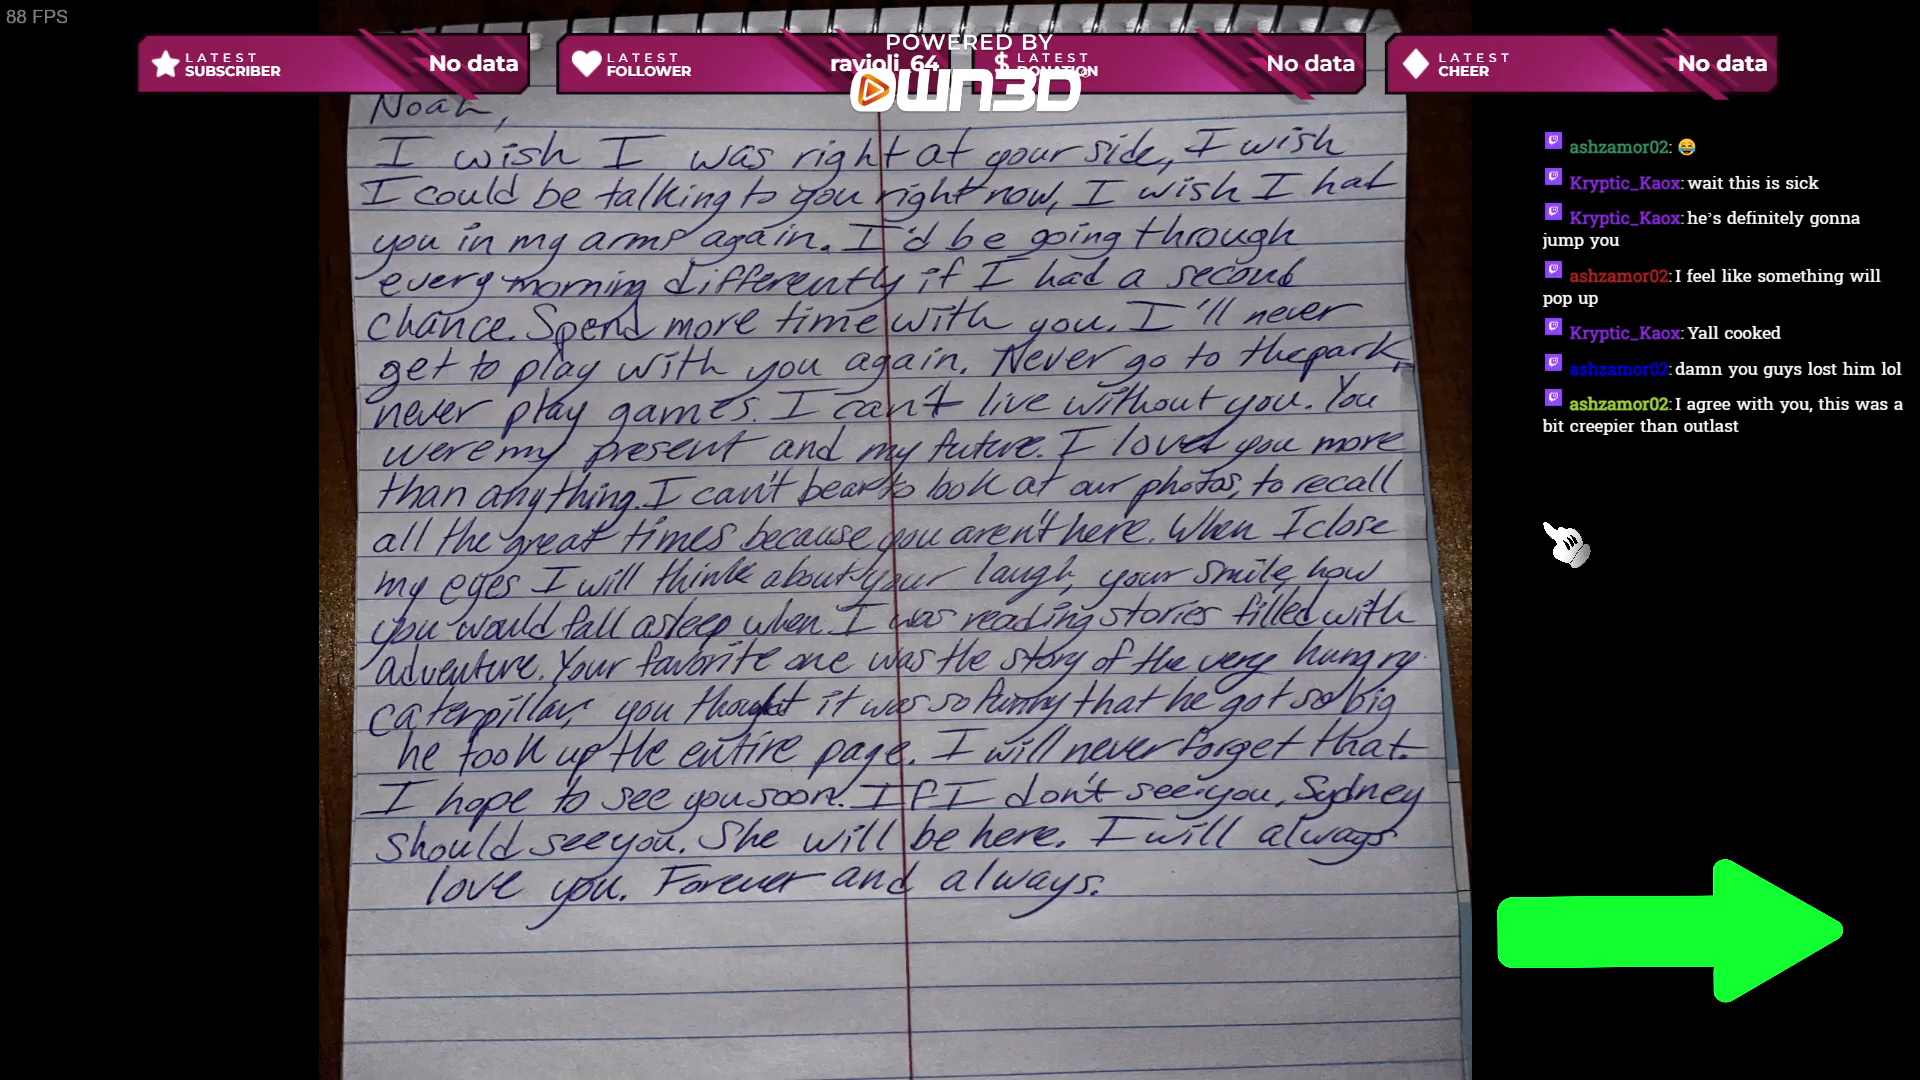 88 FPS
LATEST SUBSCRIBER
No data
LATEST FOLLOWER
ravioli_64
POWERED BY
OWN3D
$ LATEST DONATION
No data
LATEST CHEER
No data
Noah,
I wish I was right at your side, I wish
I could be talking to you right now, I wish I had
you in my arms again. I'd be going through
every morning differently if I had a second
chance. Spend more time with you. I'll never
get to play with you again. Never go to the park,
never play games. I can't live without you. You
were my present and my future. I loved you more
than anything. I can't bear to look at our photos, to recall
all the great times because you aren't here. When I close
my eyes I will think about your laugh, your smile, how
you would fall asleep when I was reading stories filled with
adventure. Your favorite one was the story of the very hungry
caterpillar, you thought it was so funny that he got so big
he took up the entire page. I will never forget that.
I hope to see you soon. If I don't see you, Sydney
should see you. She will be here. I will always
love you. Forever and always.
ashzamor02: 😂
Kryptic_Kaox: wait this is sick
Kryptic_Kaox: he's definitely gonna
jump you
ashzamor02: I feel like something will
pop up
Kryptic_Kaox: Yall cooked
ashzamor02: damn you guys lost him lol
ashzamor02: I agree with you, this was a
bit creepier than outlast